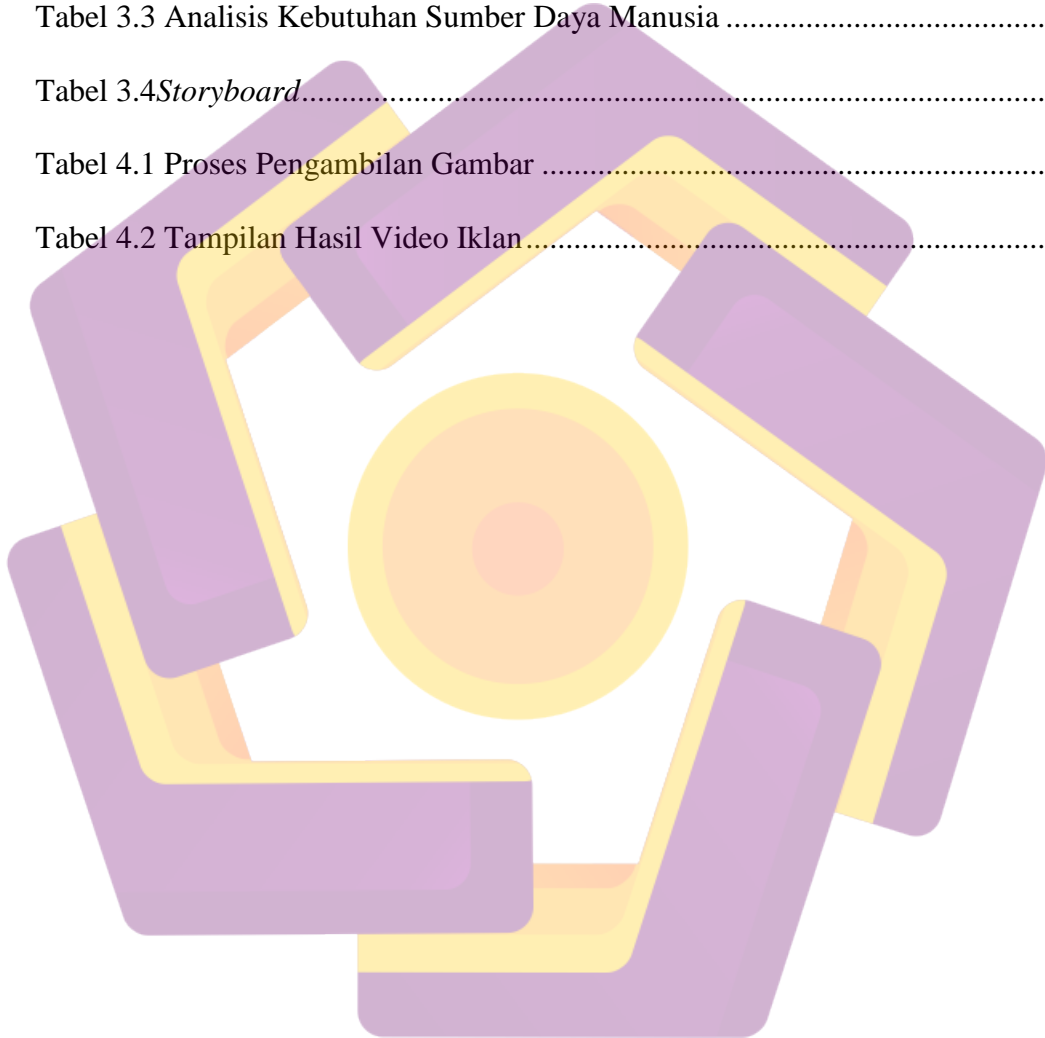 Tabel 3.3 Analisis Kebutuhan Sumber Daya Manusia ........................................
Tabel 3.4Storyboard..............................................................................................
Tabel 4.1 Proses Pengambilan Gambar ...............................................................
Tabel 4.2 Tampilan Hasil Video Iklan..................................................................